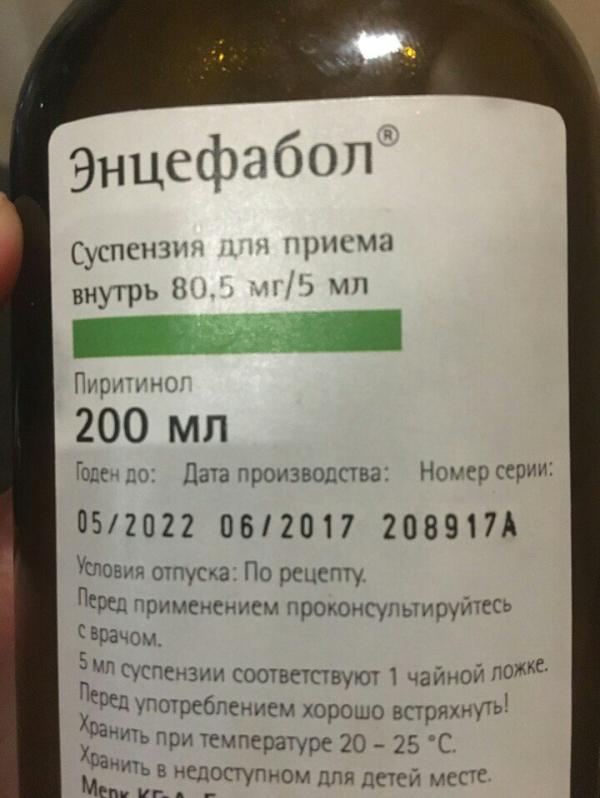 Энцефабол®
Суспензия для приема
внутрь 80,5 мг/5 мл
Пиритинол
200 мл
Годен до: Дата производства: Номер серии:
05/2022 06/2017 208917A
Условия отпуска: По рецепту.
Перед применением проконсультируйтесь
с врачом.
5 мл суспензии соответствуют 1 чайной ложке.
Перед употреблением хорошо встряхнуть!
Хранить при температуре 20 – 25 °C.
Хранить в недоступном для детей месте.
Мерк КГаА,